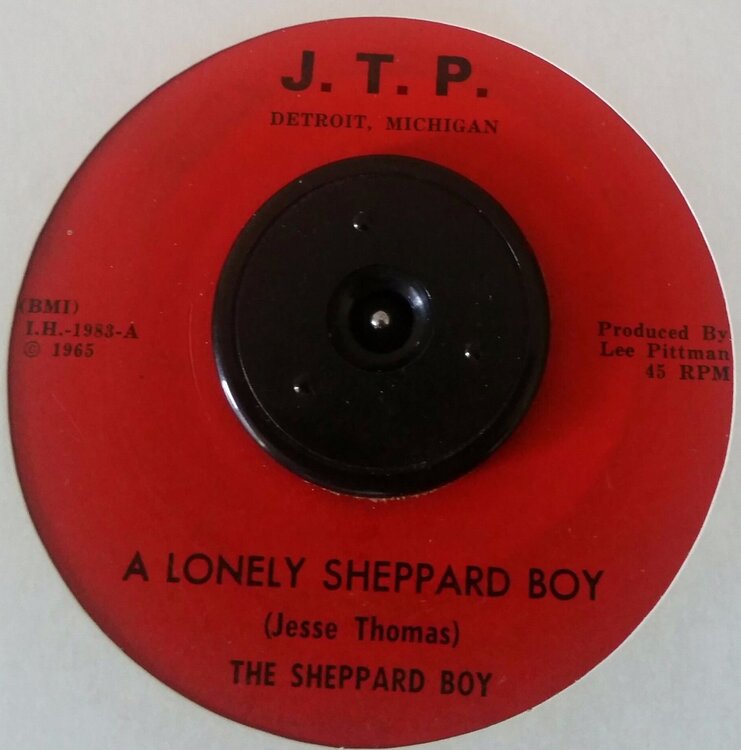 J. T. P.
DETROIT, MICHIGAN
(BMI)
I.H.-1983-A
© 1965
Produced By
Lee Pittman
45 RPM
A LONELY SHEPPARD BOY
(Jesse Thomas)
THE SHEPPARD BOY